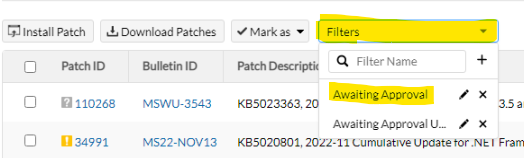 Install Patch Download Patches Mark as Filters
Patch ID Bulletin ID Patch Descriptio Filter Name
Awaiting Approval
110268 MSWU-3543 KB5023363, 20 3.5 a
Awaiting Approval U...
34991 MS22-NOV13 KB5020801, 2022-11 Cumulative Update for .NET Fram